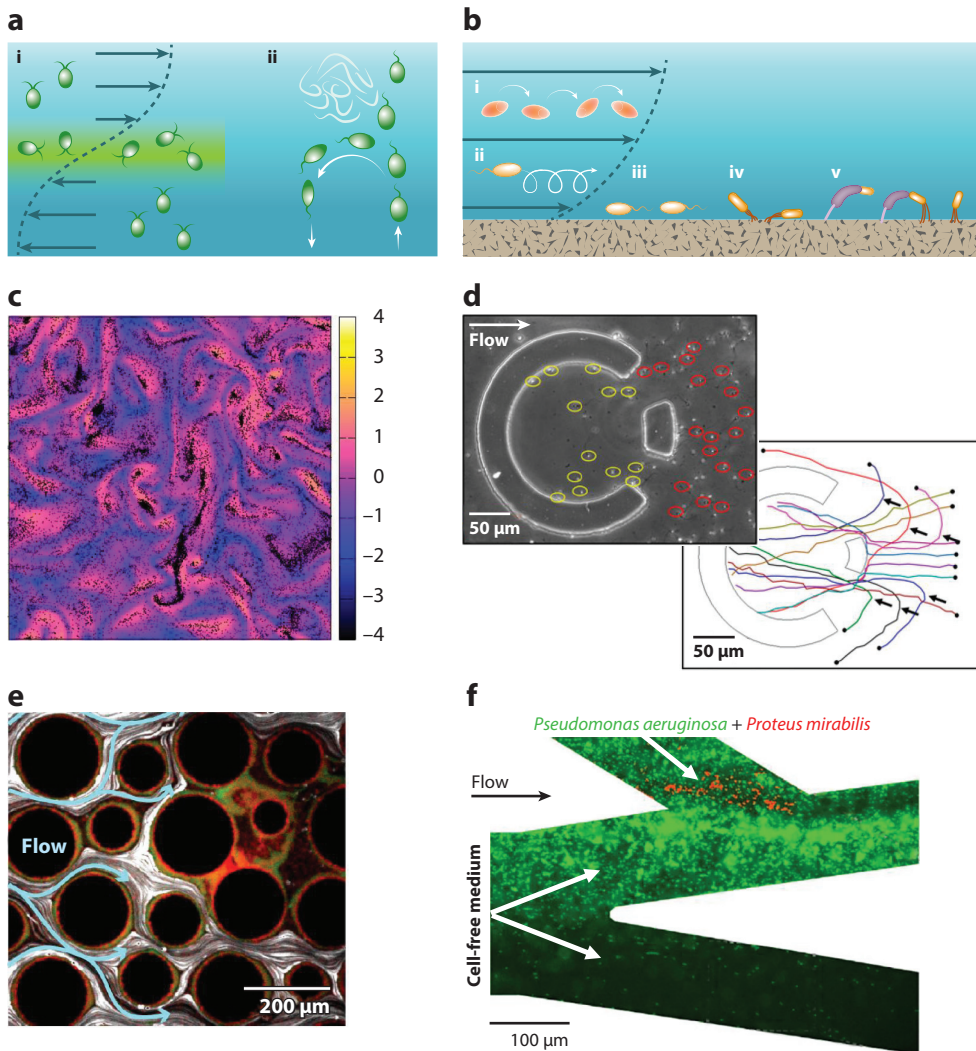 a
i
ii
b
i
ii
iii
iv
v
c
4
3
2
1
0
–1
–2
–3
–4
d
Flow
50 µm
50 µm
e
Flow
200 µm
f
Pseudomonas aeruginosa + Proteus mirabilis
Flow
Cell-free medium
100 µm